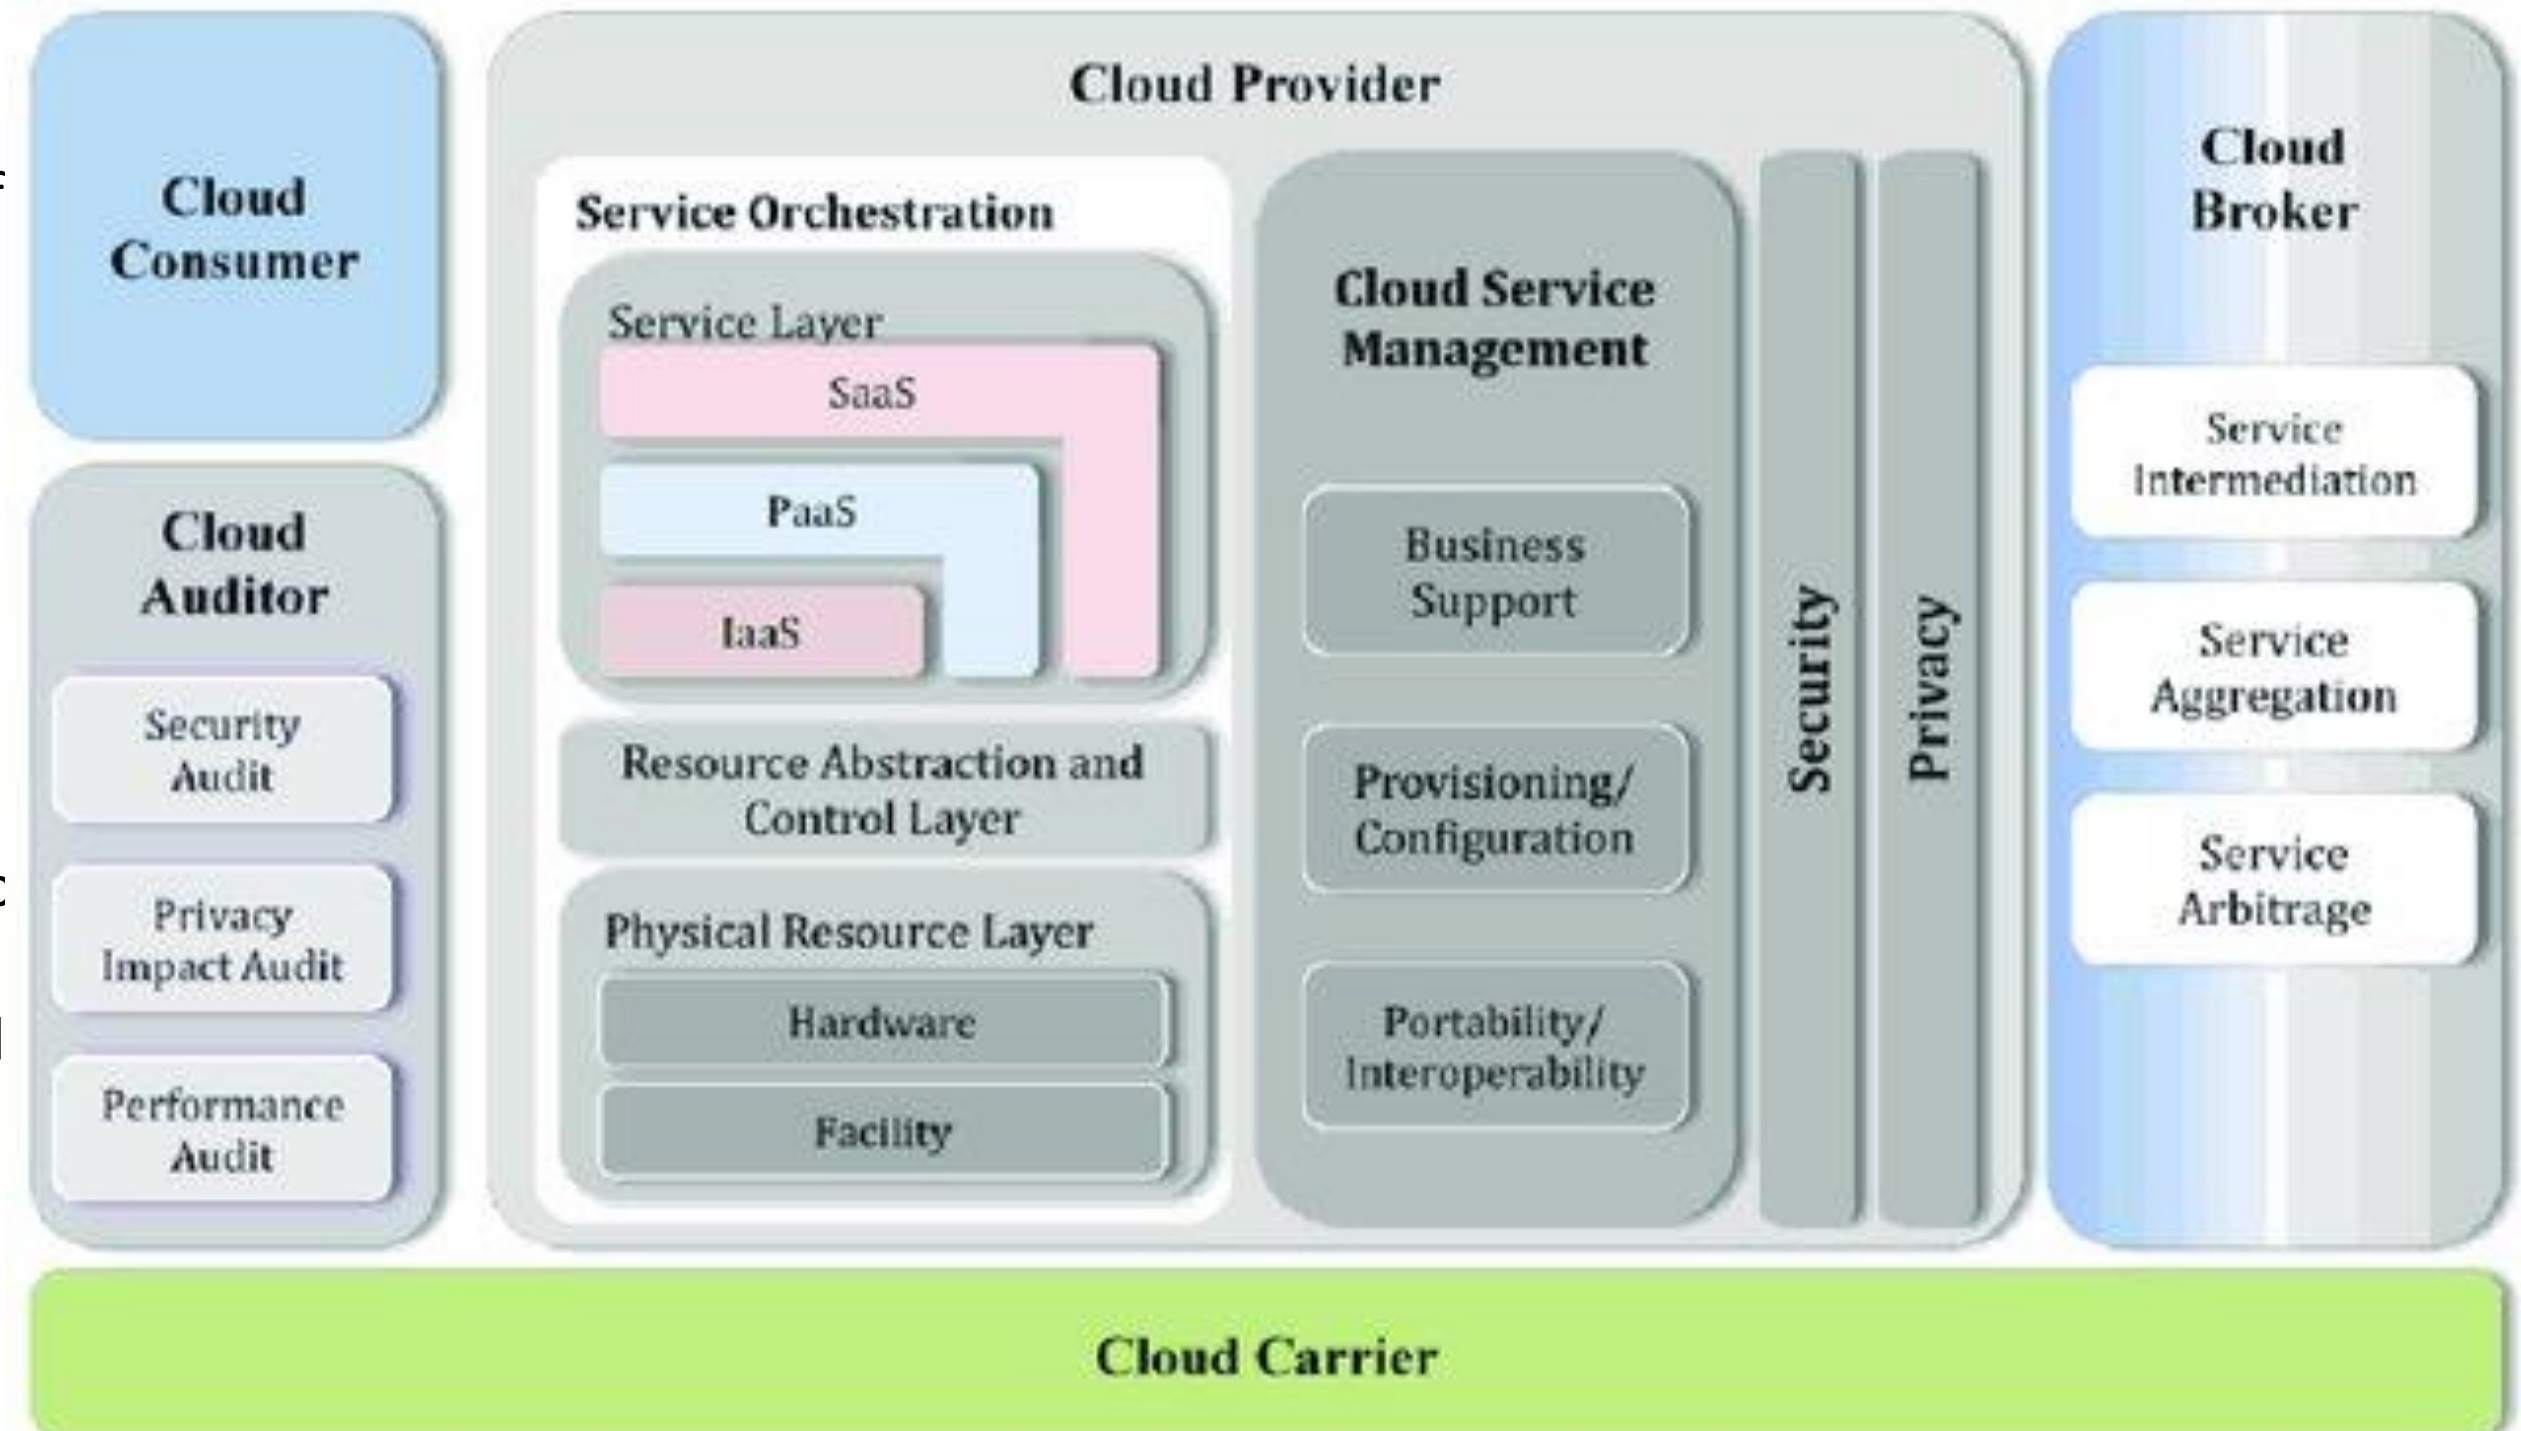 Cloud
Consumer
Cloud
Auditor
Security
Audit
Privacy
Impact Audit
Performance
Audit
Cloud Provider
Service Orchestration
Service Layer
SaaS
PaaS
IaaS
Resource Abstraction and
Control Layer
Physical Resource Layer
Hardware
Facility
Cloud Service
Management
Business
Support
Provisioning/
Configuration
Portability/
Interoperability
Security
Privacy
Cloud
Broker
Service
Intermediation
Service
Aggregation
Service
Arbitrage
Cloud Carrier